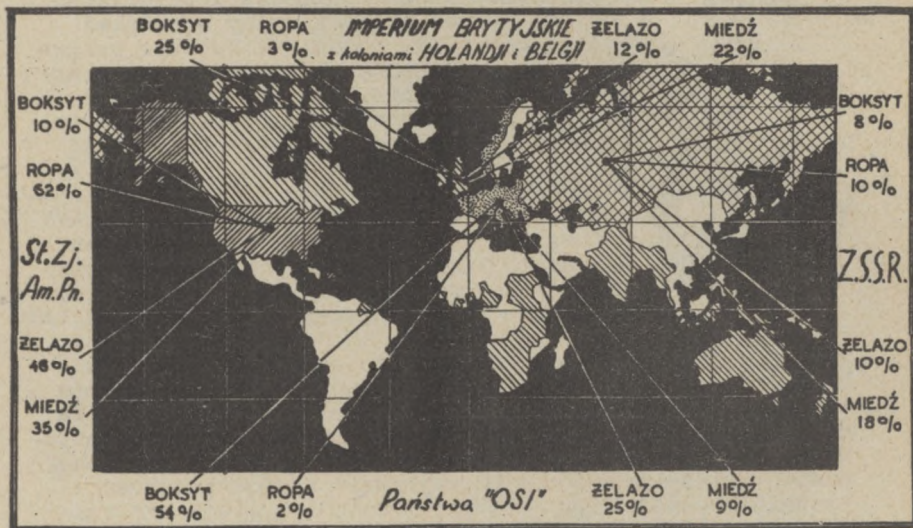 BOKSYT
25%
ROPA
3%
IMPERIUM BRYTYJSKIE
z koloniami HOLANDJI i BELGJI
ŻELAZO
12%
MIEDŹ
22%
BOKSYT
10%
ROPA
62%
St. Zj.
Am. Pn.
ŻELAZO
46%
MIEDŹ
35%
BOKSYT
8%
ROPA
10%
Z.S.S.R.
ŻELAZO
10%
MIEDŹ
18%
BOKSYT
54%
ROPA
2%
Państwa "OSI"
ŻELAZO
25%
MIEDŹ
9%